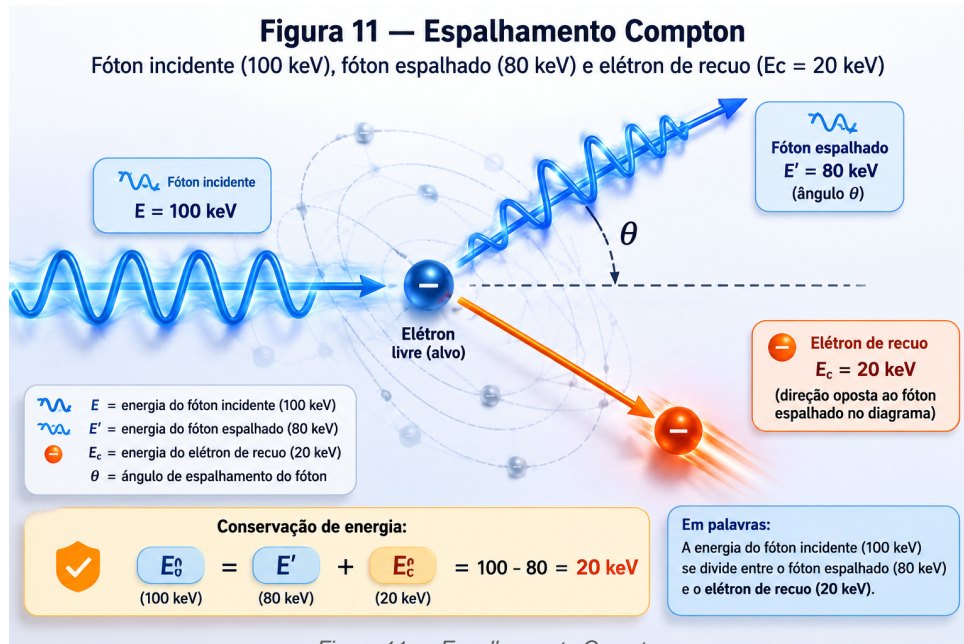 Figura 11 — Espalhamento Compton
Fóton incidente (100 keV), fóton espalhado (80 keV) e elétron de recuo (Ec = 20 keV)
Fóton incidente
E = 100 keV
Fóton espalhado
E′ = 80 keV
(ângulo θ)
θ
−
Elétron
livre (alvo)
−
− Elétron de recuo
E_c = 20 keV
(direção oposta ao fóton
espalhado no diagrama)
E = energia do fóton incidente (100 keV)
E′ = energia do fóton espalhado (80 keV)
− E_c = energia do elétron de recuo (20 keV)
θ = ángulo de espalhamento do fóton
Conservação de energia:
= E′ + = 100 – 80 = 20 keV
(100 keV) (80 keV) (20 keV)
Em palavras:
A energia do fóton incidente (100 keV)
se divide entre o fóton espalhado (80 keV)
e o elétron de recuo (20 keV).